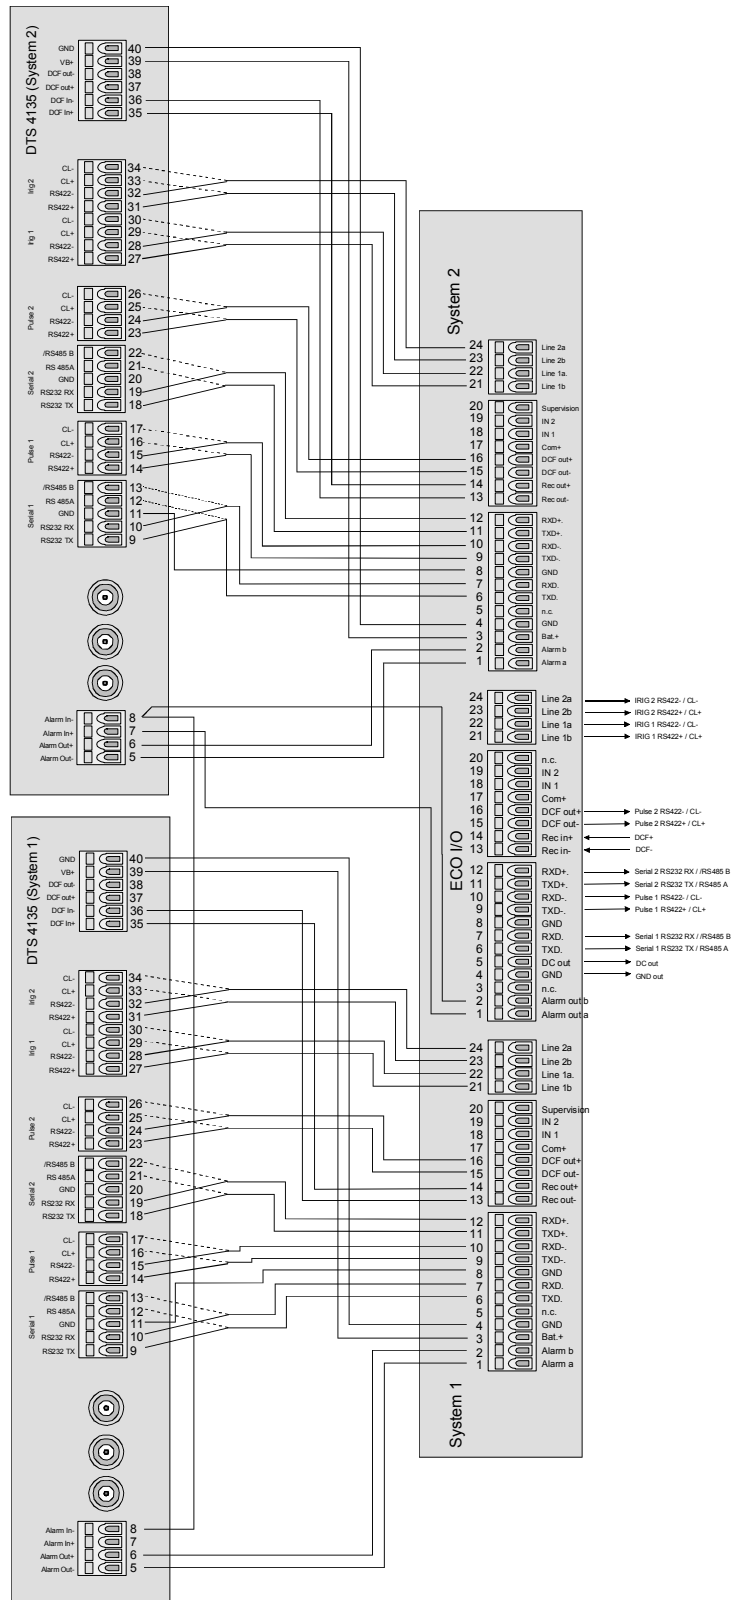 DTS 4135 (System 2)
GND 40
VB+ 39
DCF out- 38
DCF out+ 37
DCF In- 36
DCF In+ 35
Irig 2
CL- 34
CL+ 33
RS422- 32
RS422+ 31
Irig 1
CL- 30
CL+ 29
RS422- 28
RS422+ 27
Pulse 2
CL- 26
CL+ 25
RS422- 24
RS422+ 23
Serial 2
/RS485 B 22
RS 485A 21
GND 20
RS232 RX 19
RS232 TX 18
Pulse 1
CL- 17
CL+ 16
RS422- 15
RS422+ 14
Serial 1
/RS485 B 13
RS 485A 12
GND 11
RS232 RX 10
RS232 TX 9
Alarm In- 8
Alarm In+ 7
Alarm Out+ 6
Alarm Out- 5
DTS 4135 (System 1)
GND 40
VB+ 39
DCF out- 38
DCF out+ 37
DCF In- 36
DCF In+ 35
Irig 2
CL- 34
CL+ 33
RS422- 32
RS422+ 31
Irig 1
CL- 30
CL+ 29
RS422- 28
RS422+ 27
Pulse 2
CL- 26
CL+ 25
RS422- 24
RS422+ 23
Serial 2
/RS485 B 22
RS 485A 21
GND 20
RS232 RX 19
RS232 TX 18
Pulse 1
CL- 17
CL+ 16
RS422- 15
RS422+ 14
Serial 1
/RS485 B 13
RS 485A 12
GND 11
RS232 RX 10
RS232 TX 9
Alarm In- 8
Alarm In+ 7
Alarm Out+ 6
Alarm Out- 5
System 2
24 Line 2a
23 Line 2b
22 Line 1a.
21 Line 1b
20 Supervision
19 IN 2
18 IN 1
17 Com+
16 DCF out+
15 DCF out-
14 Rec out+
13 Rec out-
12 RXD+.
11 TXD+.
10 RXD-.
9 TXD-.
8 GND
7 RXD.
6 TXD.
5 n.c.
4 GND
3 Bat.+
2 Alarm b
1 Alarm a
ECO I/O
24 Line 2a IRIG 2 RS422- / CL-
23 Line 2b IRIG 2 RS422+ / CL+
22 Line 1a IRIG 1 RS422- / CL-
21 Line 1b IRIG 1 RS422+ / CL+
20 n.c.
19 IN 2
18 IN 1
17 Com+
16 DCF out+ Pulse 2 RS422- / CL-
15 DCF out- Pulse 2 RS422+ / CL+
14 Rec in+ DCF+
13 Rec in- DCF-
12 RXD+. Serial 2 RS232 RX / /RS485 B
11 TXD+. Serial 2 RS232 TX / RS485 A
10 RXD-. Pulse 1 RS422- / CL-
9 TXD-. Pulse 1 RS422+ / CL+
8 GND
7 RXD. Serial 1 RS232 RX / /RS485 B
6 TXD. Serial 1 RS232 TX / RS485 A
5 DC out DC out
4 GND GND out
3 n.c.
2 Alarm out b
1 Alarm out a
24 Line 2a
23 Line 2b
22 Line 1a.
21 Line 1b
20 Supervision
19 IN 2
18 IN 1
17 Com+
16 DCF out+
15 DCF out-
14 Rec out+
13 Rec out-
12 RXD+.
11 TXD+.
10 RXD-.
9 TXD-.
8 GND
7 RXD.
6 TXD.
5 n.c.
4 GND
3 Bat.+
2 Alarm b
1 Alarm a
System 1